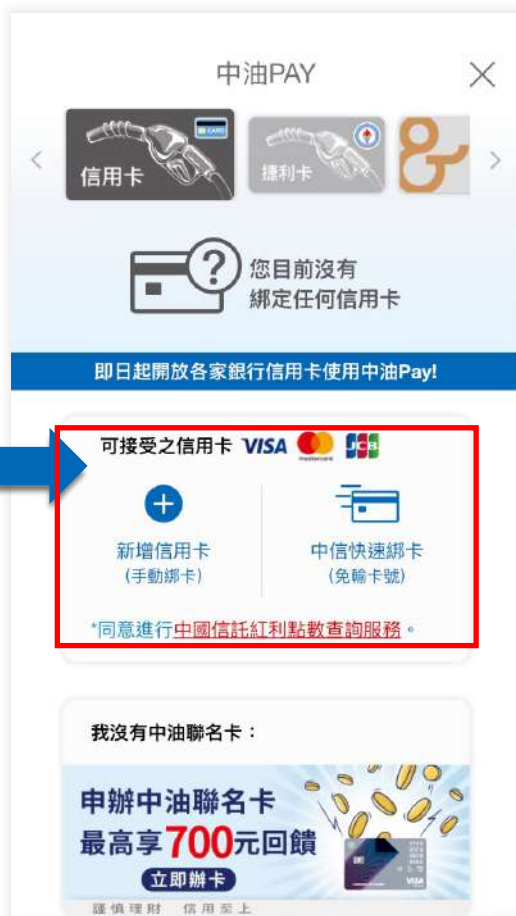 中油PAY
CARD
信用卡
捷利卡
&
您目前沒有
綁定任何信用卡
即日起開放各家銀行信用卡使用中油Pay!
可接受之信用卡 VISA mastercard JCB
新增信用卡
(手動綁卡)
中信快速綁卡
(免輸卡號)
*同意進行中國信託紅利點數查詢服務。
我沒有中油聯名卡：
申辦中油聯名卡
最高享700元回饋
立即辦卡
VISA
謹慎理財 信用至上